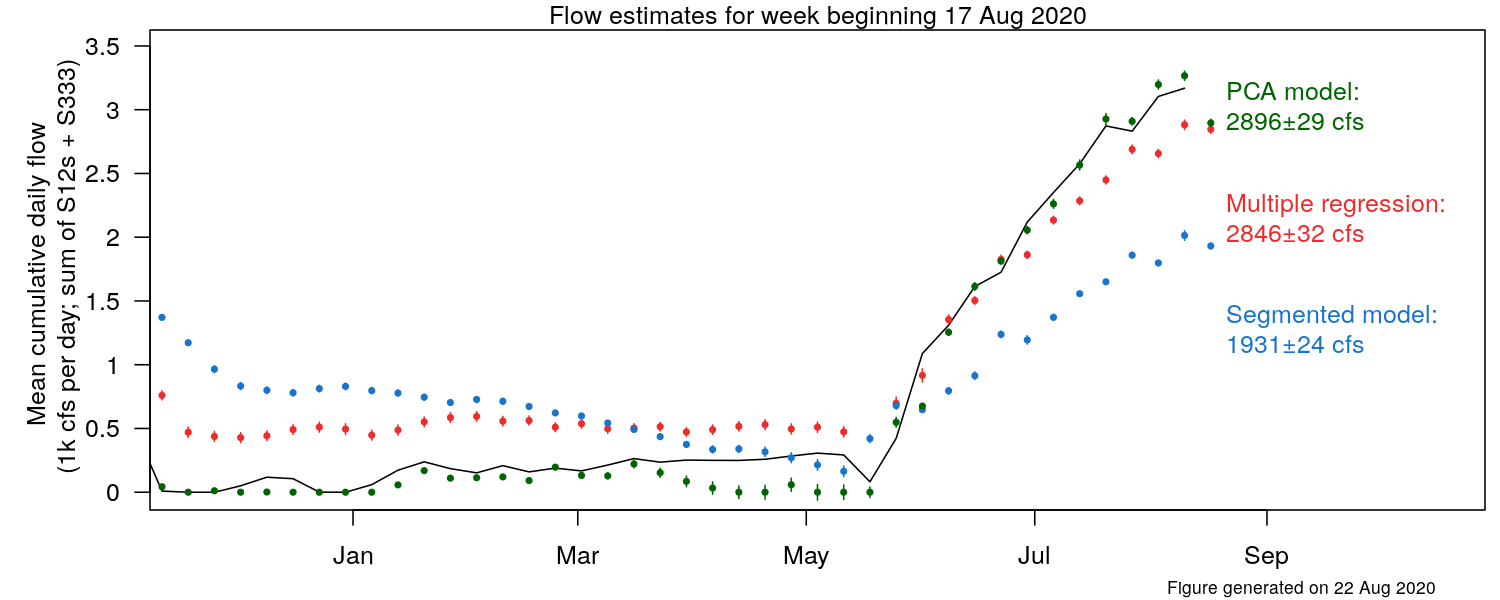 Flow estimates for week beginning 17 Aug 2020
Mean cumulative daily flow
(1k cfs per day; sum of S12s + S333)
3.5
3
2.5
2
1.5
1
0.5
0
PCA model:
2896±29 cfs
Multiple regression:
2846±32 cfs
Segmented model:
1931±24 cfs
Jan Mar May Jul Sep
Figure generated on 22 Aug 2020